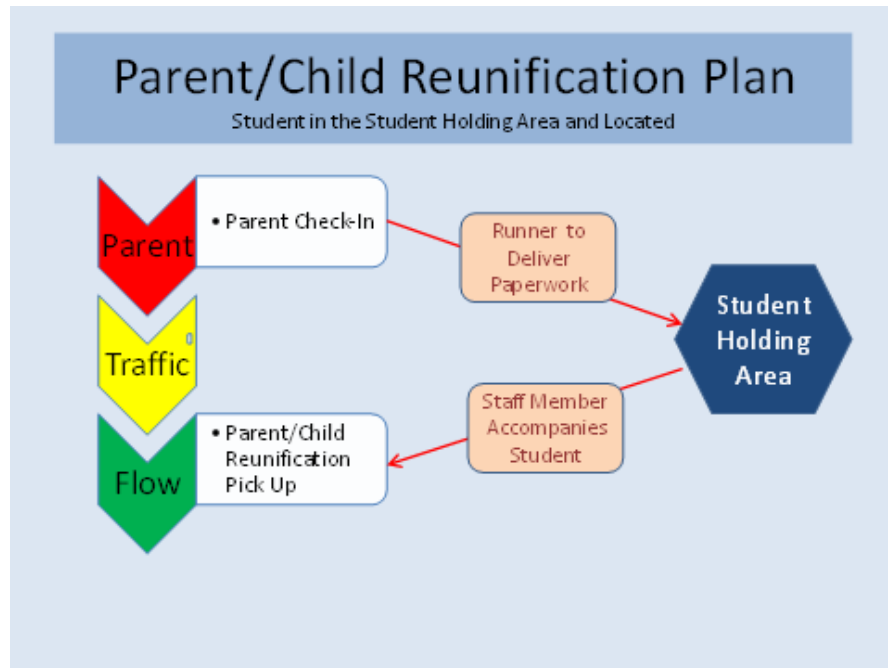 Parent/Child Reunification Plan
Student in the Student Holding Area and Located
Parent
• Parent Check-In
Runner to
Deliver
Paperwork
Student
Holding
Area
Traffic
Staff Member
Accompanies
Student
Flow
• Parent/Child
Reunification
Pick Up